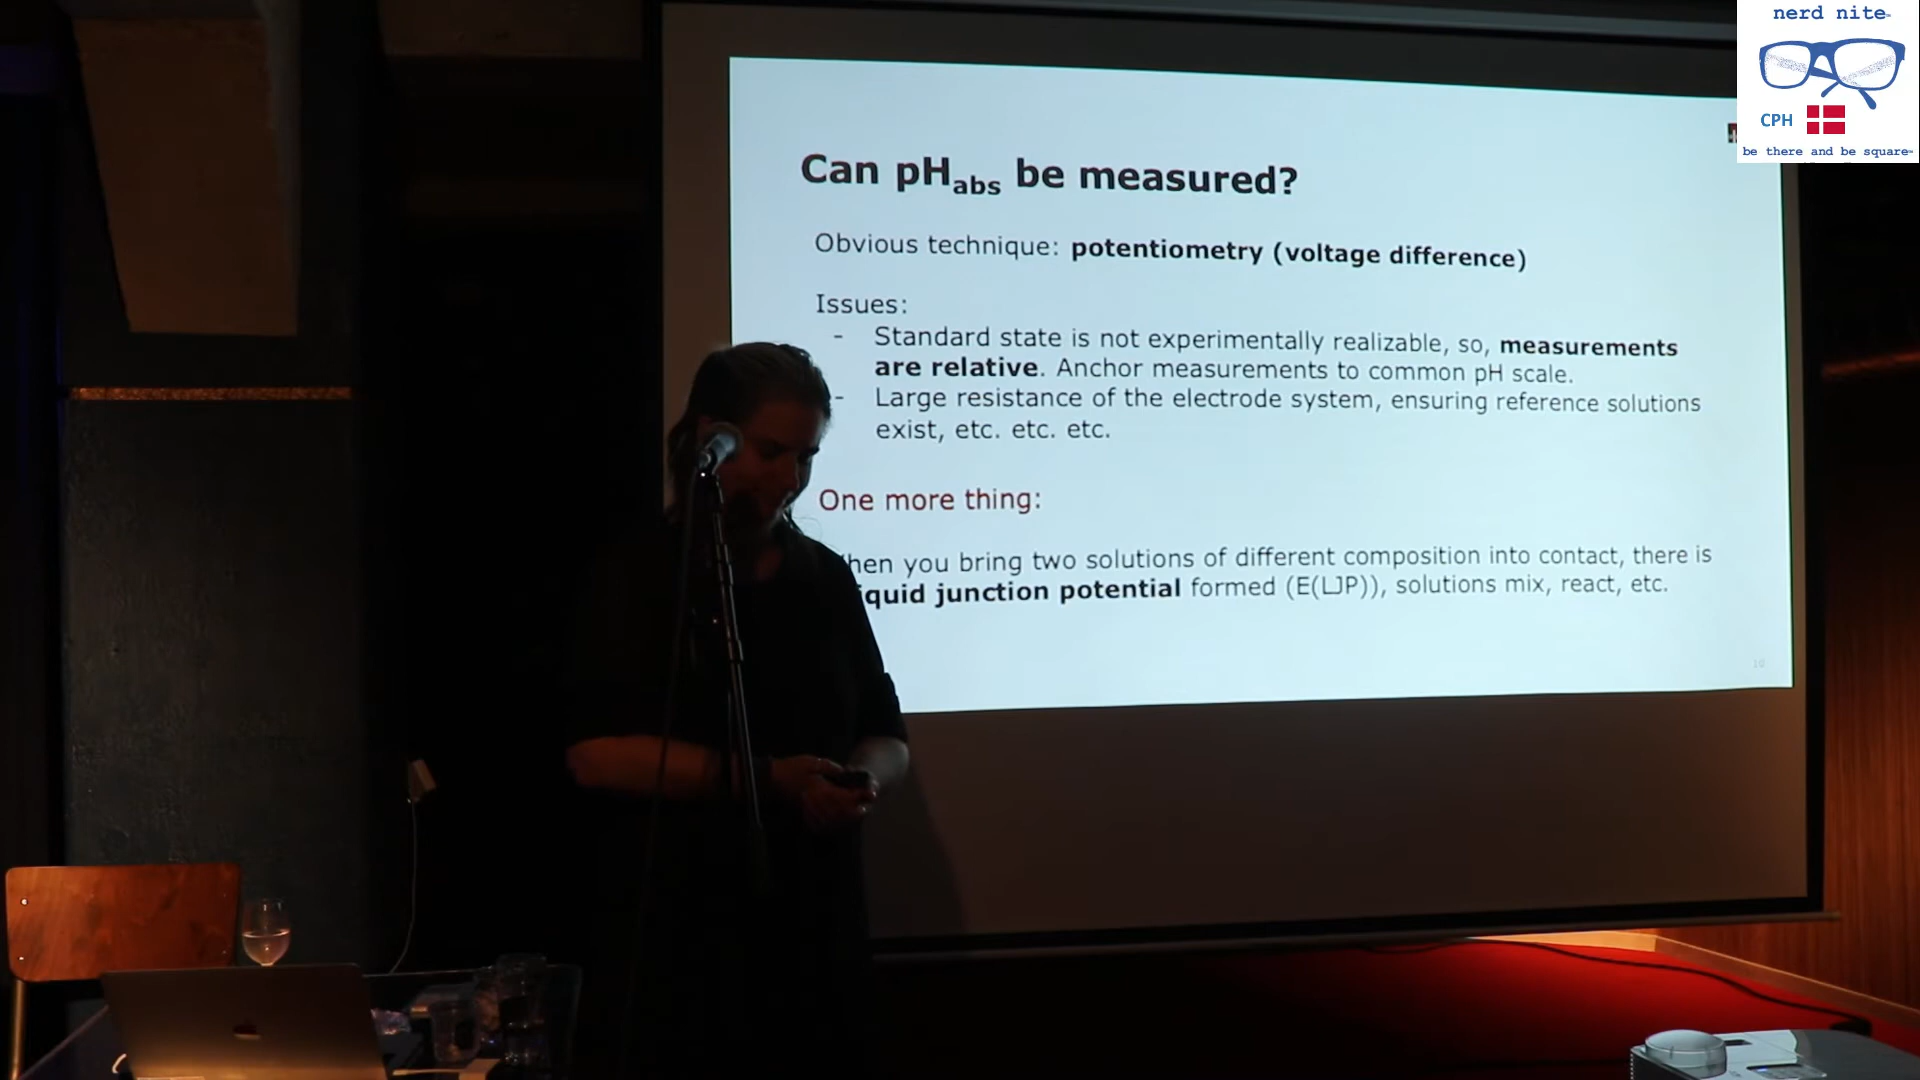 nerd nite
CPH
be there and be square
Can pHabs be measured?
Obvious technique: potentiometry (voltage difference)
Issues:
- Standard state is not experimentally realizable, so, measurements
are relative. Anchor measurements to common pH scale.
- Large resistance of the electrode system, ensuring reference solutions
exist, etc. etc. etc.
One more thing:
hen you bring two solutions of different composition into contact, there is
iquid junction potential formed (E(LJP)), solutions mix, react, etc.
10